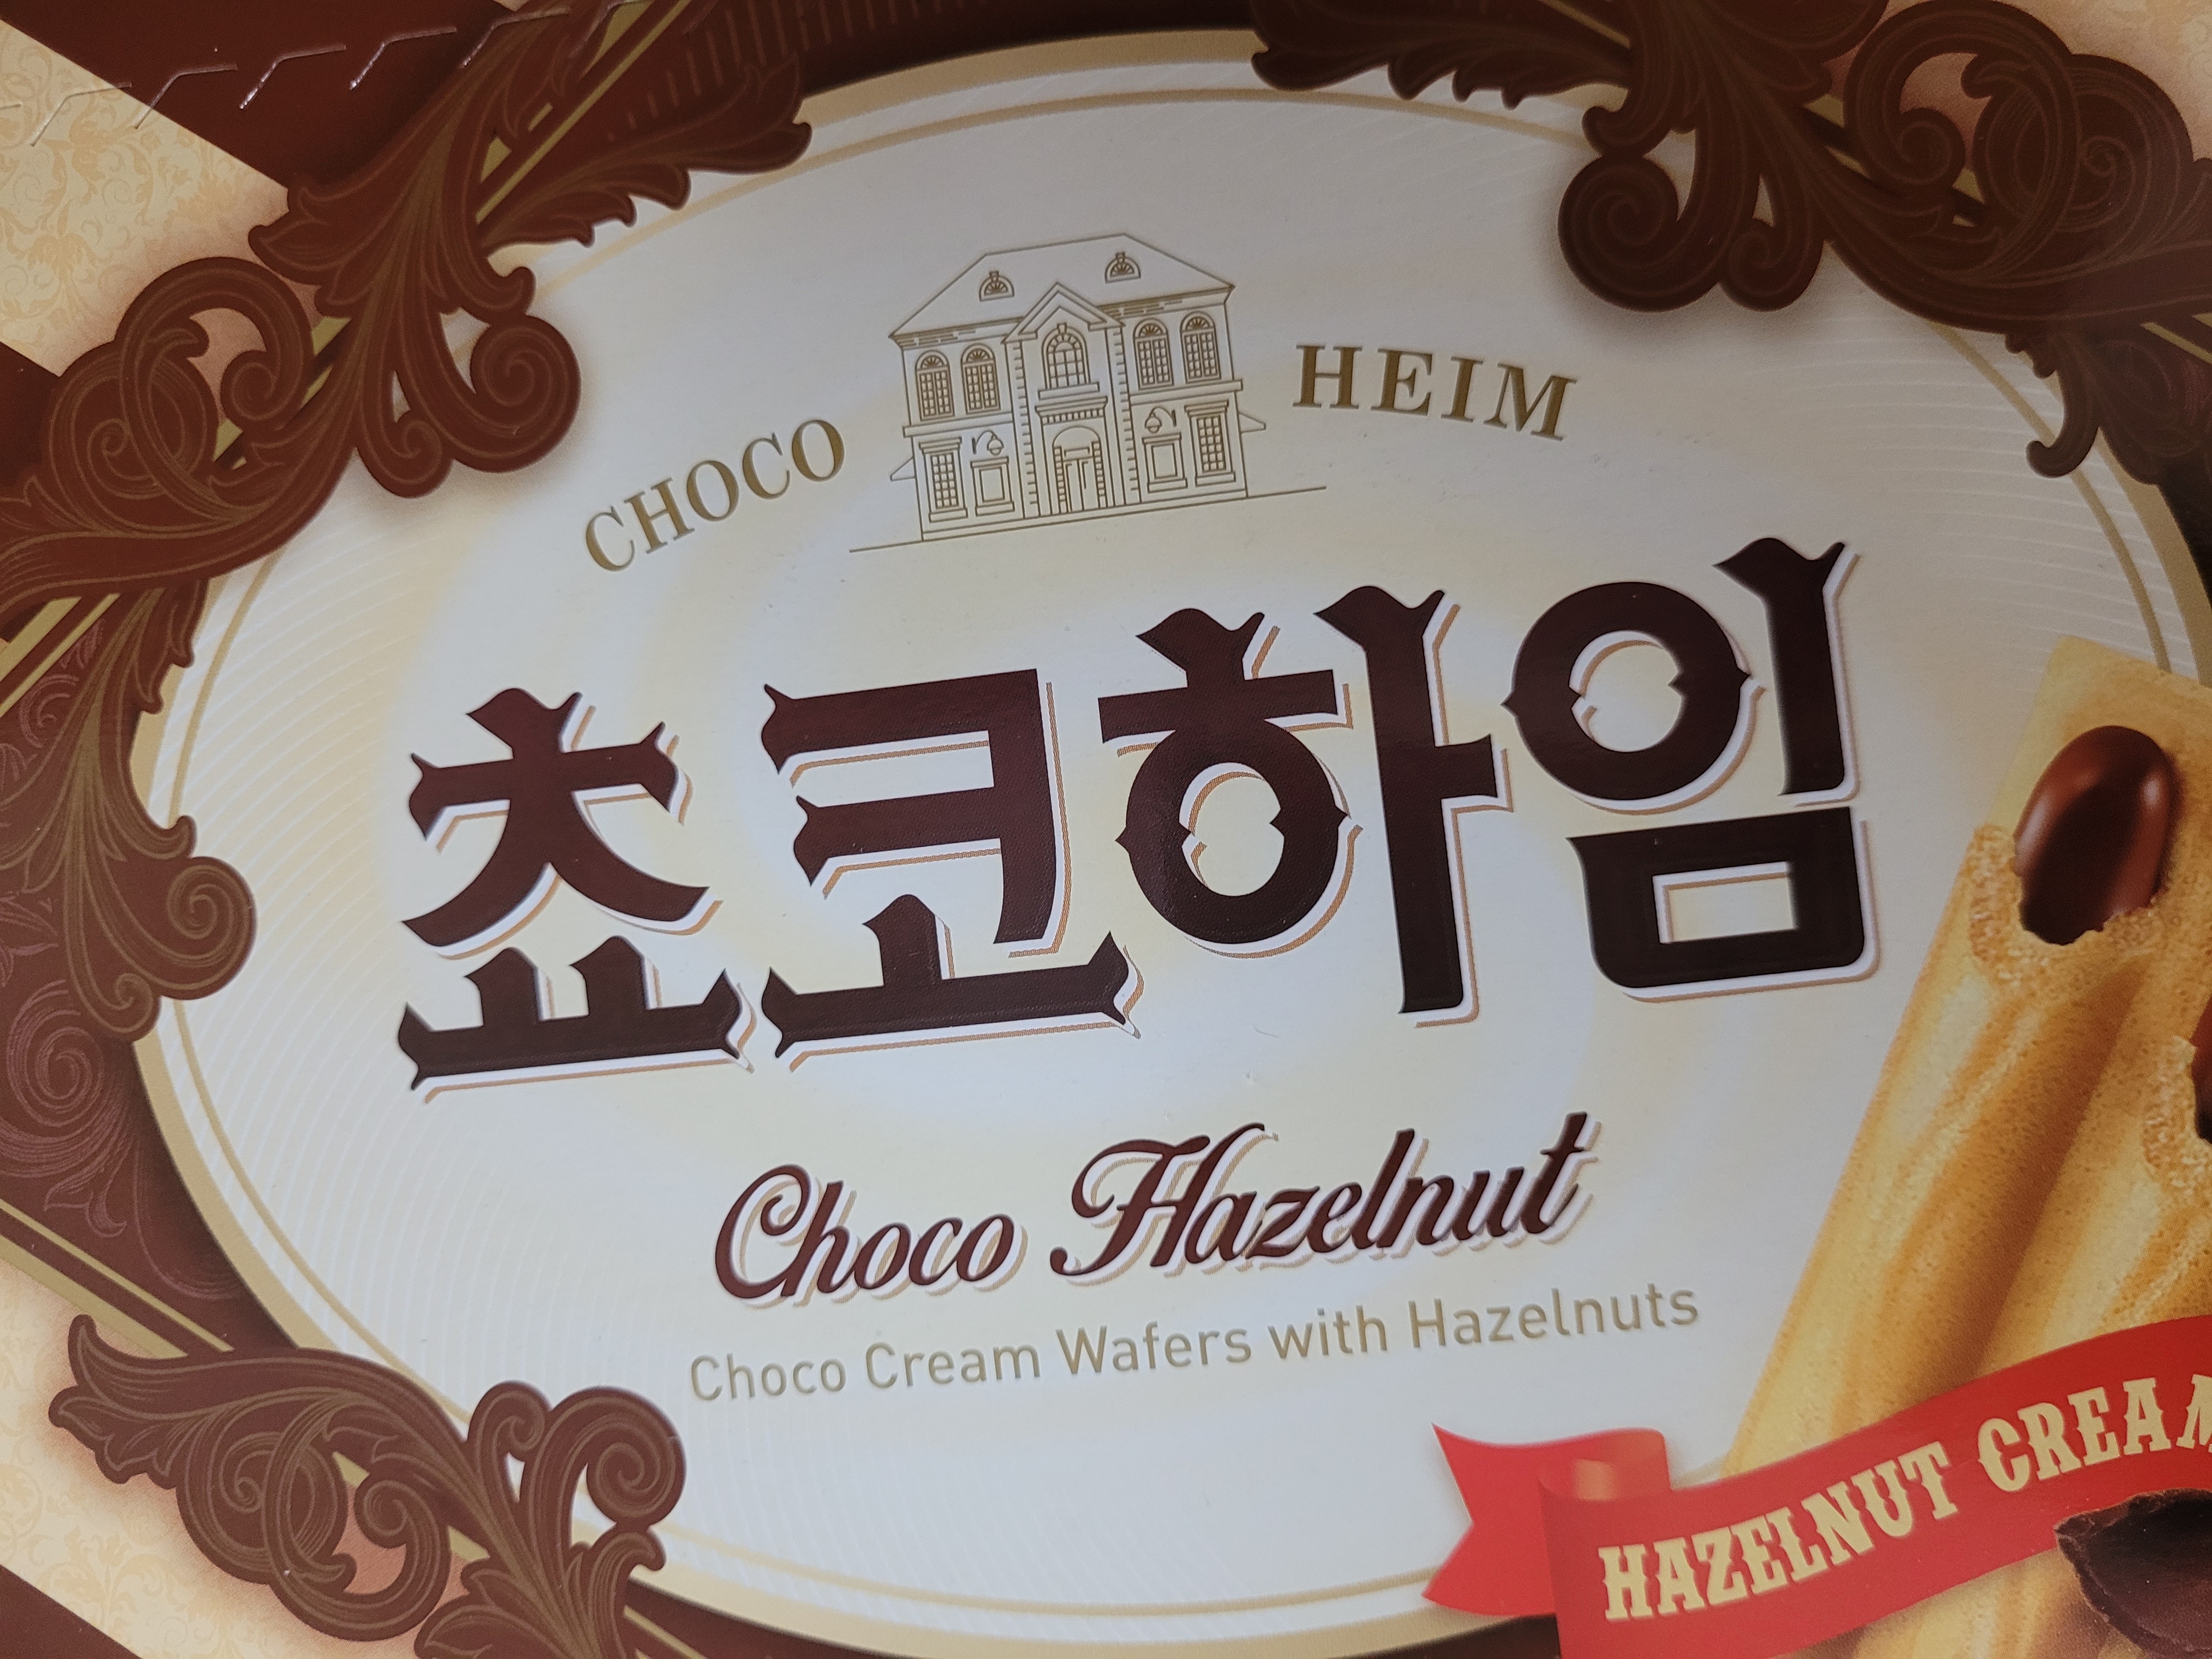 CHOCO HEIM
쵸코하임
Choco Hazelnut
Choco Cream Wafers with Hazelnuts
HAZELNUT CREAM